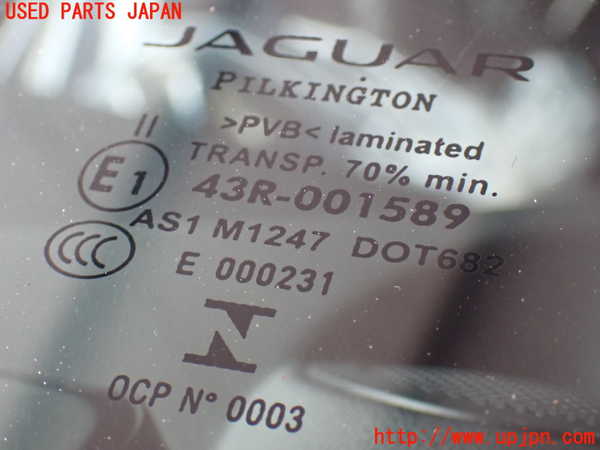 USED PARTS JAPAN
JAGUAR
PILKINGTON
II >PVB< laminated
TRANSP. 70% min.
E1 43R-001589
AS1 M1247 DOT682
CCC E 000231
OCP N° 0003
http://www.upjpn.com